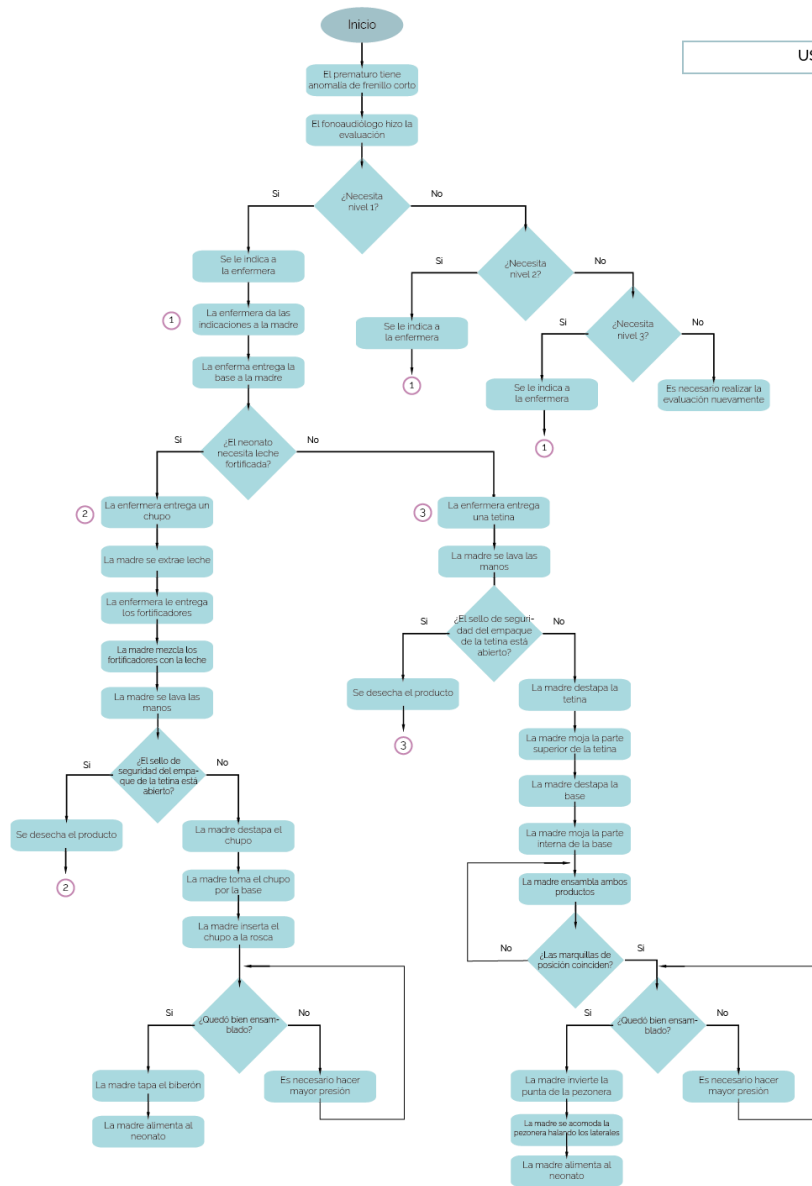 Inicio
US
El prematuro tiene
anomalía de frenillo corto
El fonoaudiólogo hizo la
evaluación
¿Necesita
nivel 1?
Si
No
Se le indica a
la enfermera
¿Necesita
nivel 2?
Si
No
1
La enfermera da las
indicaciones a la madre
Se le indica a
la enfermera
¿Necesita
nivel 3?
Si
No
La enferma entrega la
base a la madre
1
Se le indica a
la enfermera
Es necesario realizar la
evaluación nuevamente
1
¿El neonato
necesita leche
fortificada?
Si
No
2
La enfermera entrega un
chupo
La madre se extrae leche
La enfermera le entrega
los fortificadores
La madre mezcla los
fortificadores con la leche
La madre se lava las
manos
¿El sello de
seguridad del empa-
que de la tetina está
abierto?
Si
No
Se desecha el producto
2
La madre destapa el
chupo
La madre toma el chupo
por la base
La madre inserta el
chupo a la rosca
¿Quedó bien ensam-
blado?
Si
No
La madre tapa el biberón
Es necesario hacer
mayor presión
La madre alimenta al
neonato
3
La enfermera entrega
una tetina
La madre se lava las
manos
¿El sello de seguri-
dad del empaque
de la tetina está
abierto?
Si
No
Se desecha el producto
3
La madre destapa la
tetina
La madre moja la parte
superior de la tetina
La madre destapa la
base
La madre moja la parte
interna de la base
La madre ensambla ambos
productos
¿Las marquillas de
posición coinciden?
No
Si
¿Quedó bien ensam-
blado?
Si
No
La madre invierte la
punta de la pezonera
Es necesario hacer
mayor presión
La madre se acomoda la
pezonera halando los laterales
La madre alimenta al
neonato